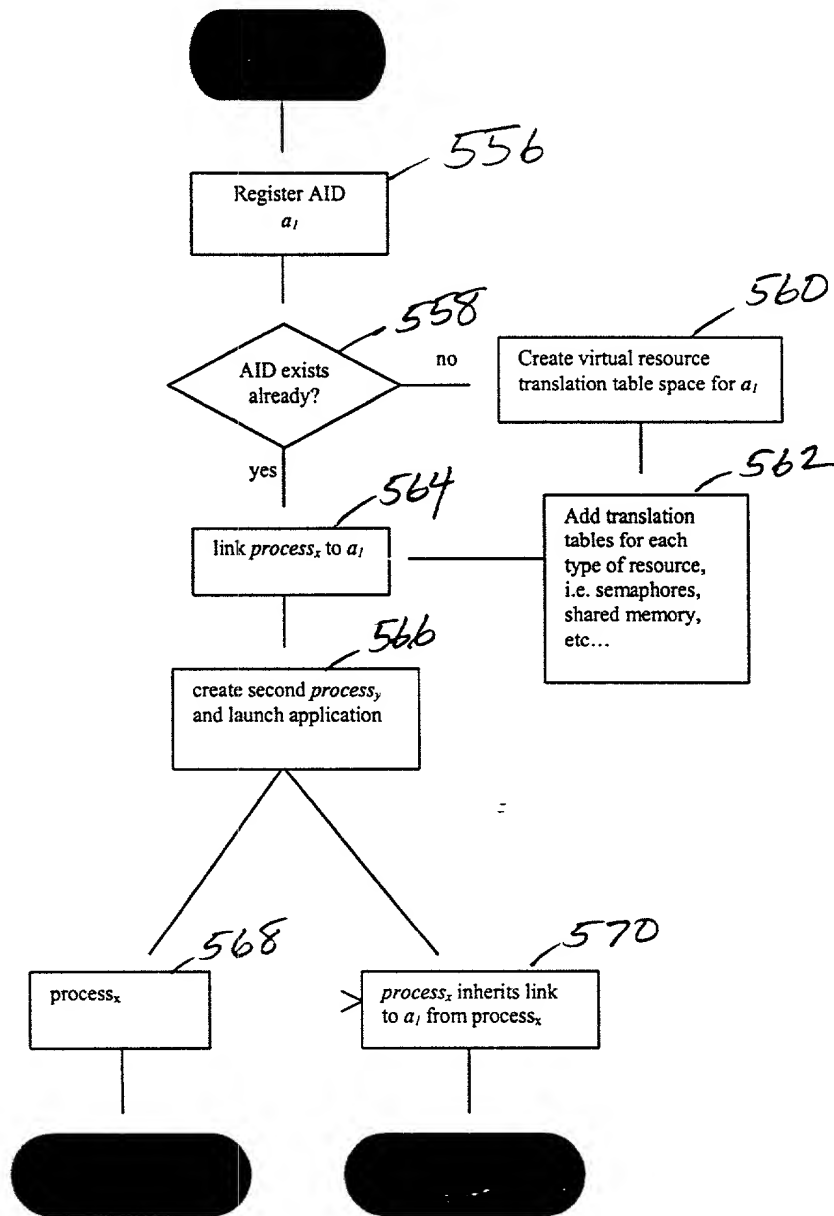 556
Register AID
a₁
558
AID exists
already?
no
yes
560
Create virtual resource
translation table space for a₁
562
Add translation
tables for each
type of resource,
i.e. semaphores,
shared memory,
etc...
564
link processₓ to a₁
566
create second processᵧ
and launch application
568
processₓ
570
processₓ inherits link
to a₁ from processₓ